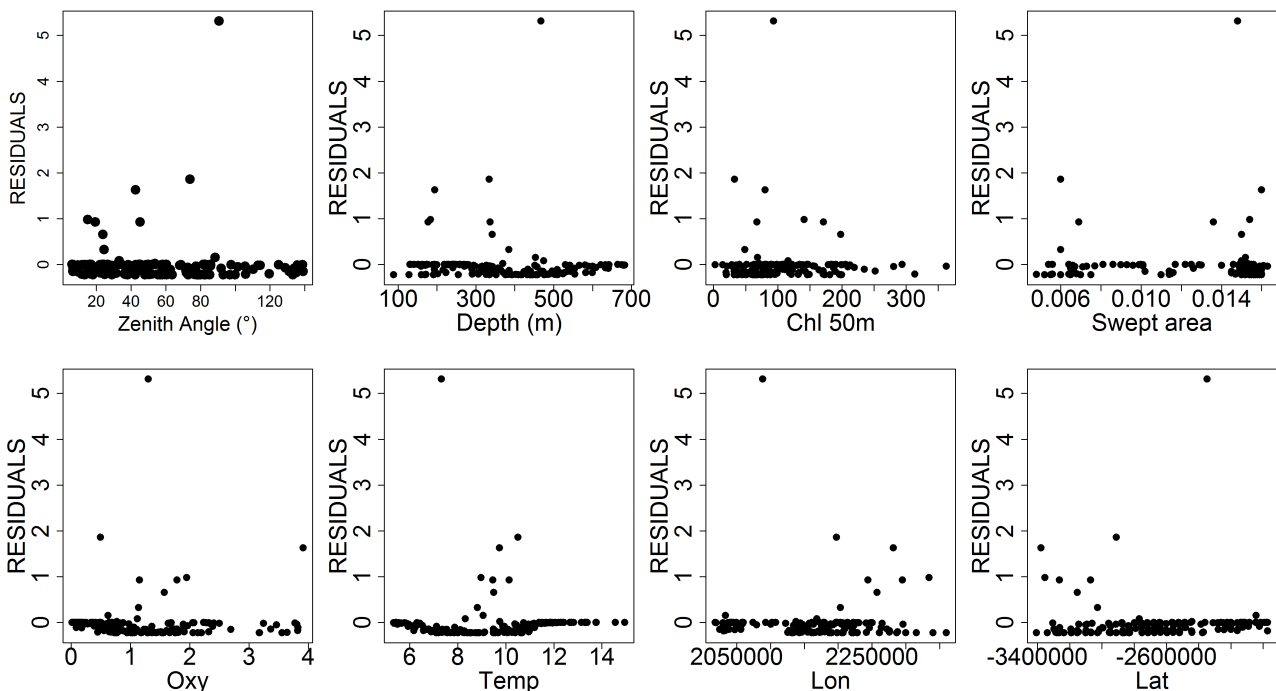 RESIDUALS
0 1 2 3 4 5
20 40 60 80 120
Zenith Angle (°)
RESIDUALS
0 1 2 3 4 5
100 300 500 700
Depth (m)
RESIDUALS
0 1 2 3 4 5
0 100 200 300
Chl 50m
RESIDUALS
0 1 2 3 4 5
0.006 0.010 0.014
Swept area
RESIDUALS
0 1 2 3 4 5
0 1 2 3 4
Oxy
RESIDUALS
0 1 2 3 4 5
6 8 10 12 14
Temp
RESIDUALS
0 1 2 3 4 5
2050000 2250000
Lon
RESIDUALS
0 1 2 3 4 5
-3400000 -2600000
Lat